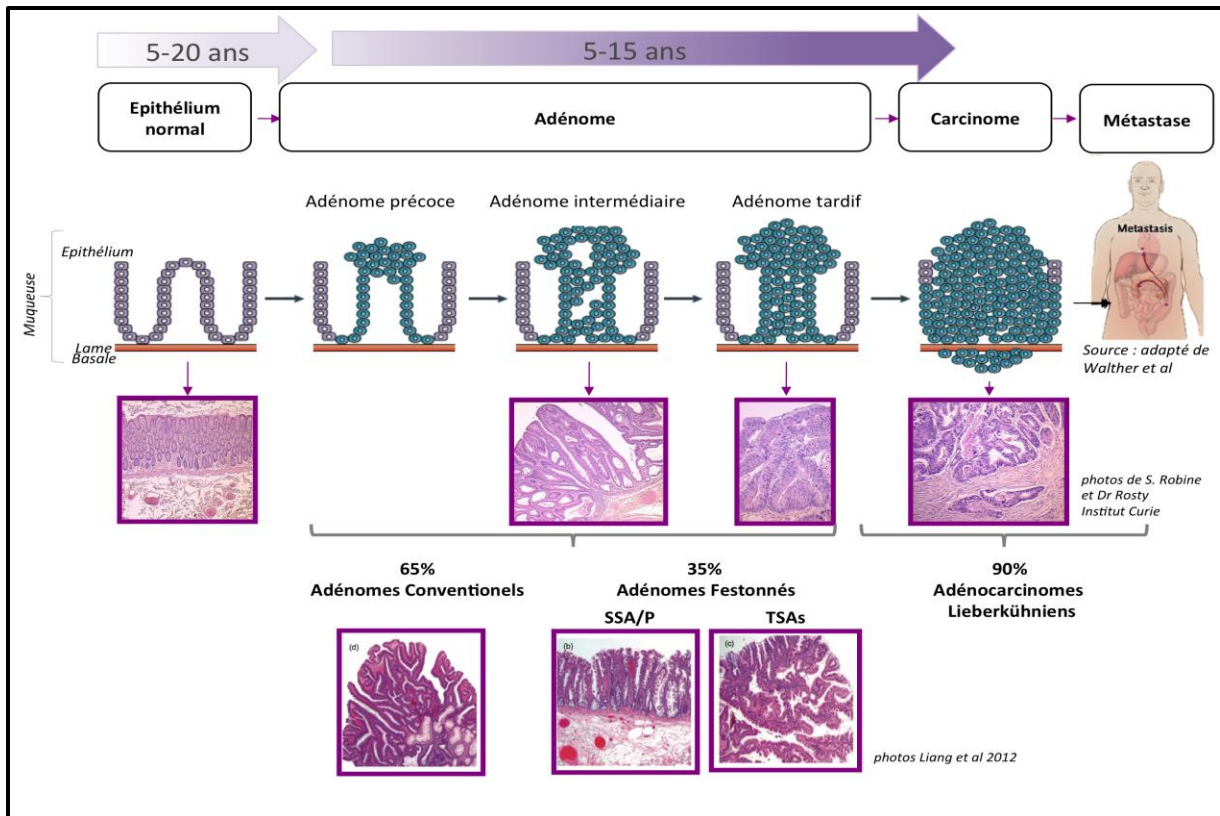 5-20 ans
5-15 ans
Epithélium
normal
Adénome
Carcinome
Métastase
Adénome précoce
Adénome intermédiaire
Adénome tardif
Metastasis
Muqueuse
Epithélium
Lame
Basale
Source : adapté de
Walther et al
photos de S. Robine
et Dr Rosty
Institut Curie
65%
Adénomes Conventionels
35%
Adénomes Festonnés
SSA/P
TSAs
90%
Adénocarcinomes
Lieberkühniens
(d)
(b)
(c)
photos Liang et al 2012